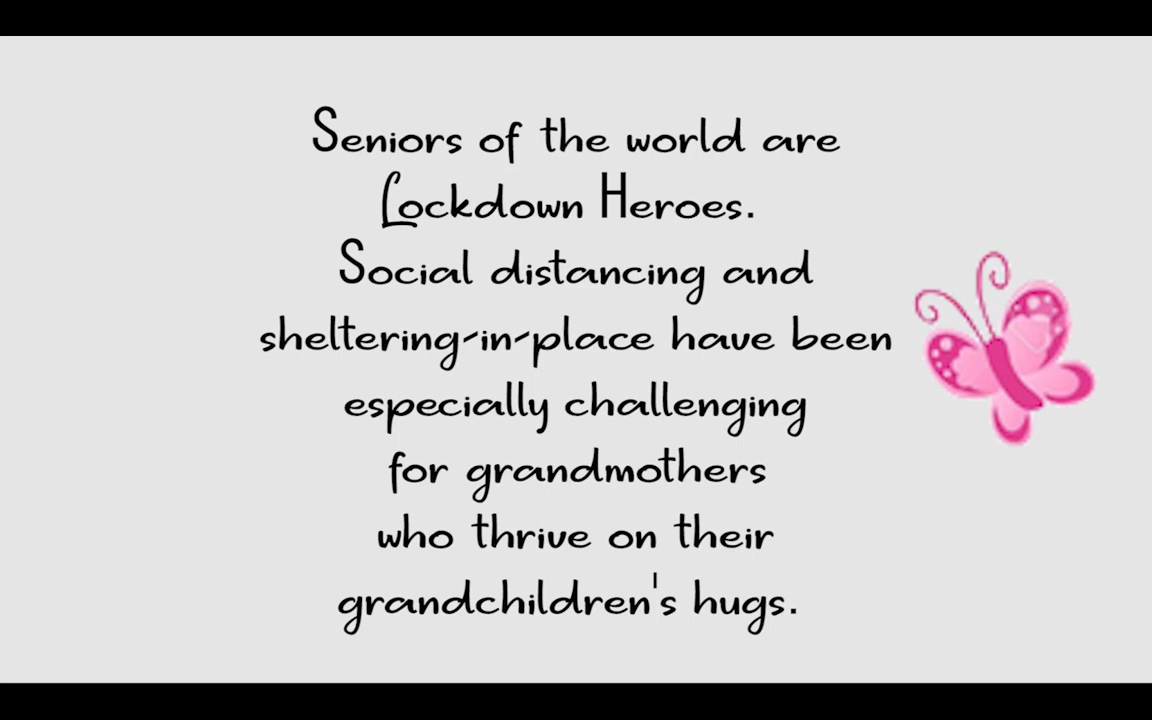 Seniors of the world are
Lockdown Heroes.
Social distancing and
sheltering-in-place have been
especially challenging
for grandmothers
who thrive on their
grandchildren's hugs.